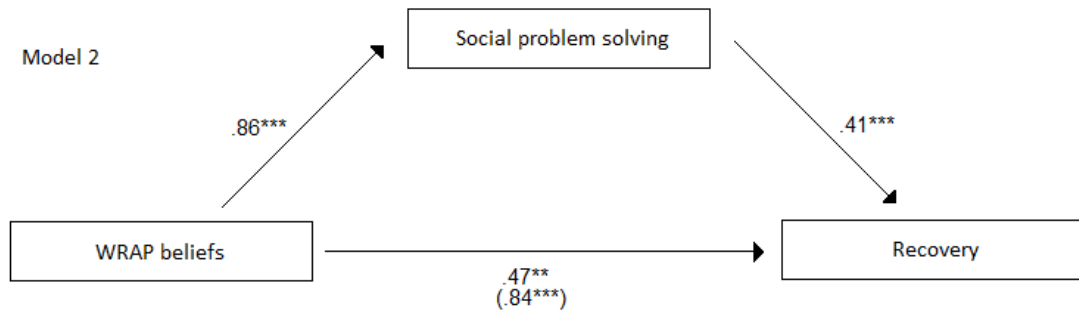 Social problem solving
Model 2
.86***
.41***
WRAP beliefs
Recovery
.47**
(.84***)